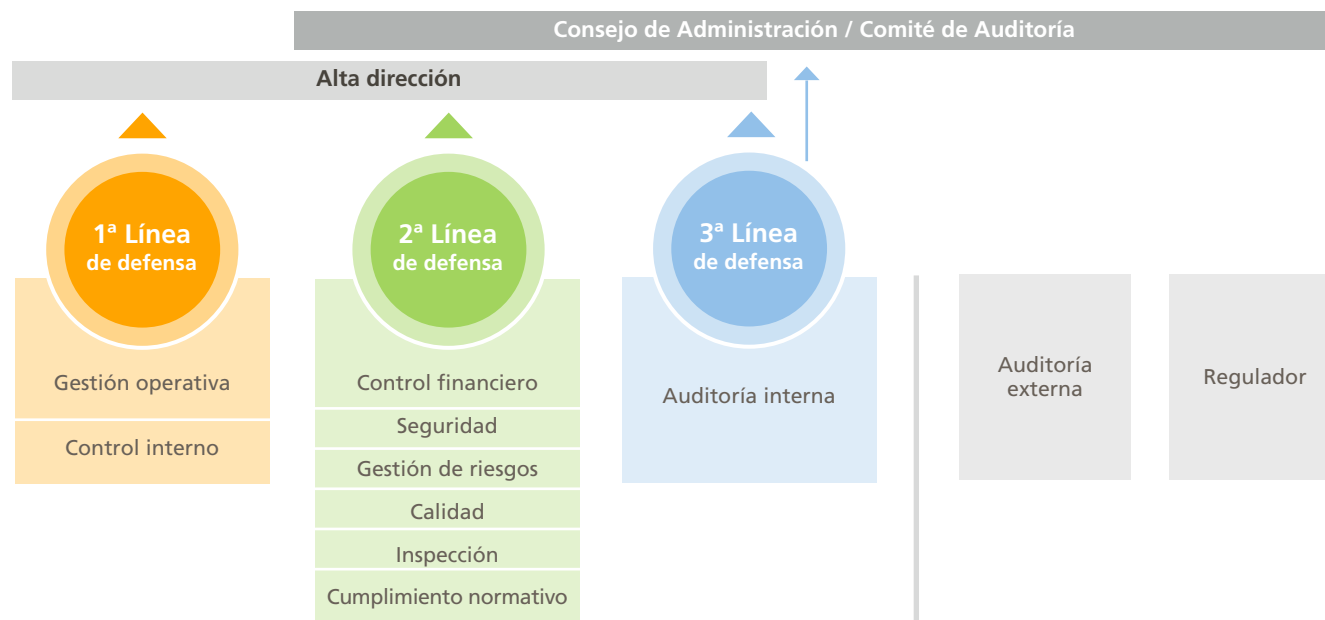 Consejo de Administración / Comité de Auditoría
Alta dirección
1ª Línea
de defensa
Gestión operativa
Control interno
2ª Línea
de defensa
Control financiero
Seguridad
Gestión de riesgos
Calidad
Inspección
Cumplimiento normativo
3ª Línea
de defensa
Auditoría interna
Auditoría
externa
Regulador